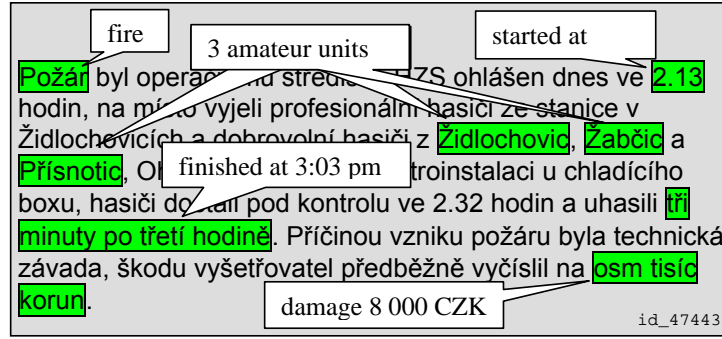 fire
3 amateur units
started at
Požár byl operačnímu středisku HZS ohlášen dnes ve 2.13
hodin, na místo vyjeli profesionální hasiči ze stanice v
Židlochovicích a dobrovolní hasiči z Židlochovic, Žabčic a
Přísnotic, u chladícího
finished at 3:03 pm
boxu, hasiči dostali pod kontrolu ve 2.32 hodin a uhasili tři
minuty po třetí hodině. Příčinou vzniku požáru byla technická
závada, škodu vyšetřovatel předběžně vyčíslil na osm tisíc
korun.
damage 8 000 CZK
id_47443